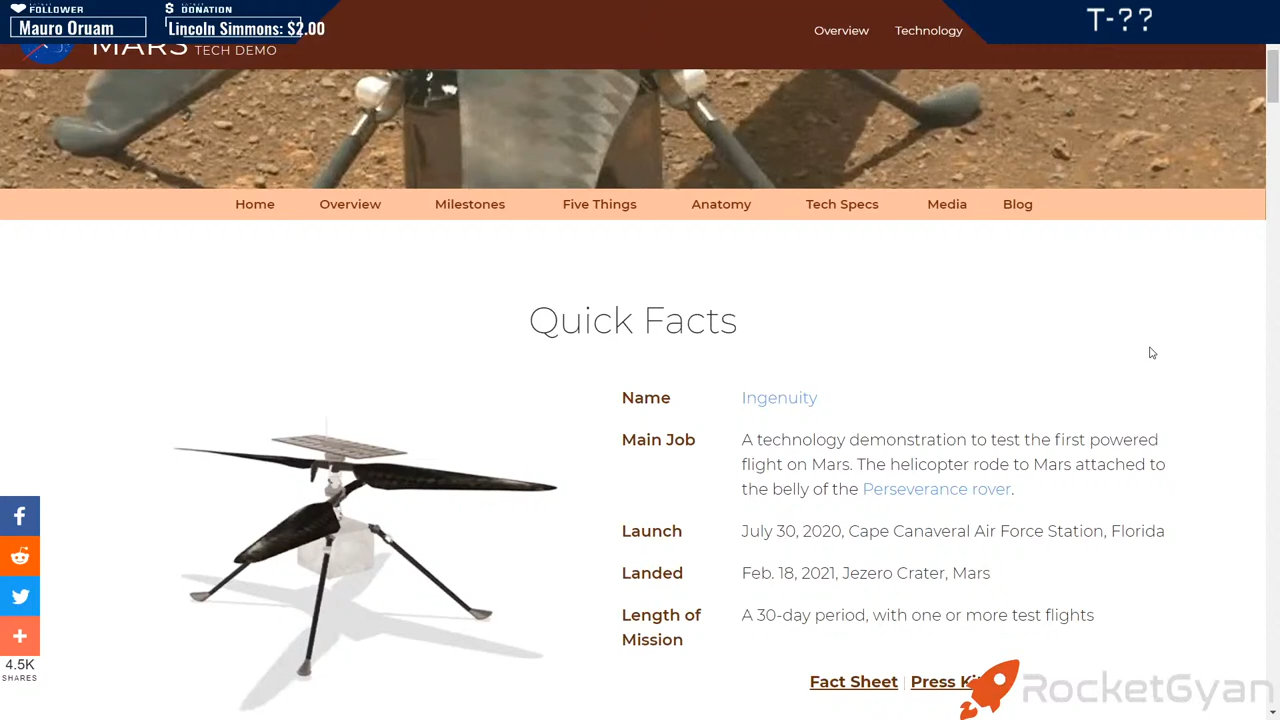 FOLLOWER
Mauro Oruam
$ DONATION
Lincoln Simmons: $2.00
T-??
MARS
TECH DEMO
Overview
Technology
Home
Overview
Milestones
Five Things
Anatomy
Tech Specs
Media
Blog
Quick Facts
Name
Ingenuity
Main Job
A technology demonstration to test the first powered
flight on Mars. The helicopter rode to Mars attached to
the belly of the Perseverance rover.
Launch
July 30, 2020, Cape Canaveral Air Force Station, Florida
Landed
Feb. 18, 2021, Jezero Crater, Mars
Length of
Mission
A 30-day period, with one or more test flights
Fact Sheet | Press
4.5K
SHARES
RocketGyan